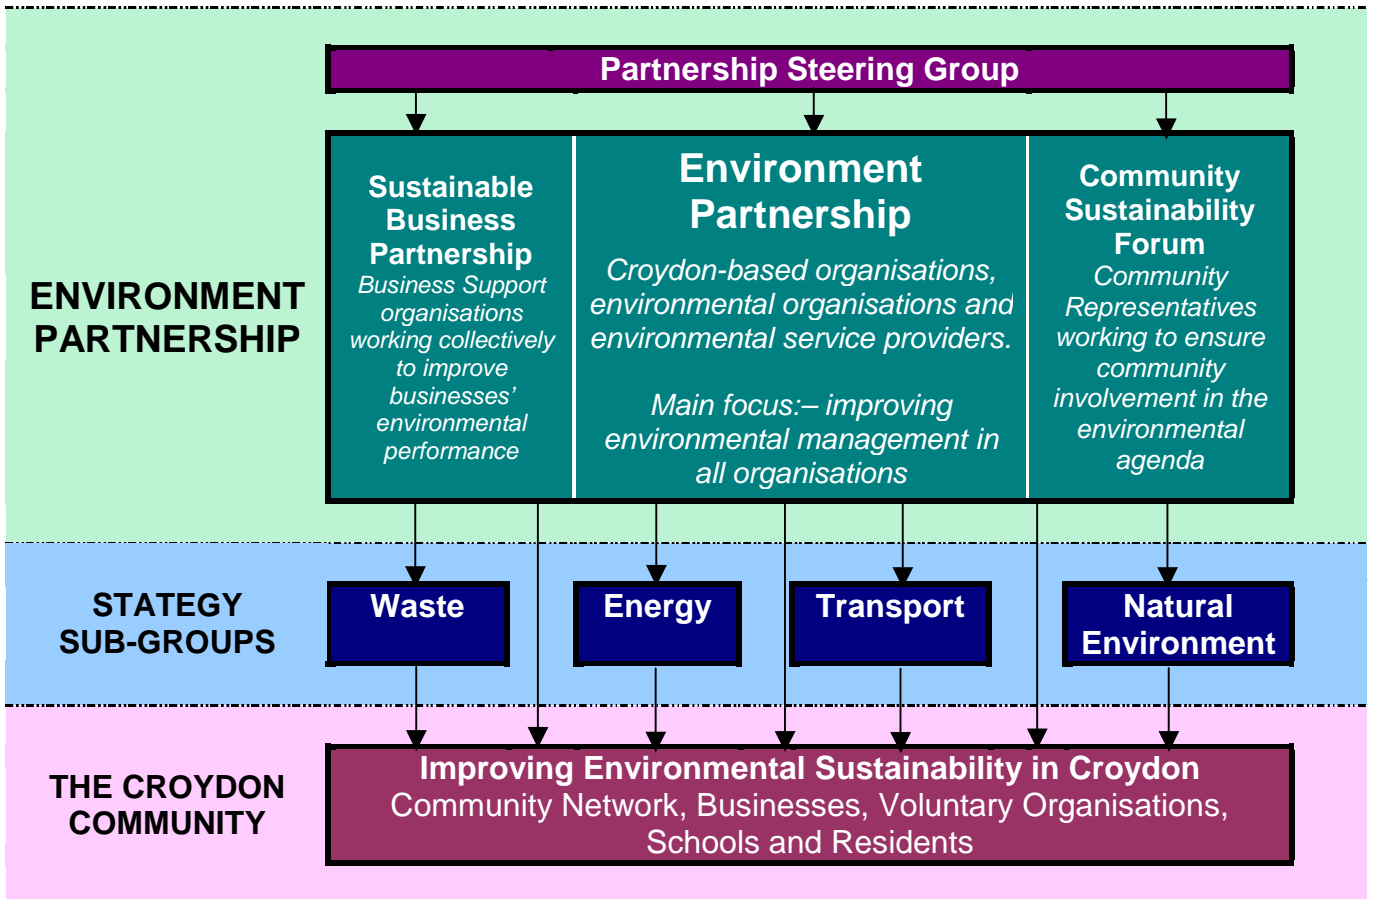 Partnership Steering Group
ENVIRONMENT
PARTNERSHIP
Sustainable
Business
Partnership
Business Support
organisations
working collectively
to improve
businesses’
environmental
performance
Environment
Partnership
Croydon-based organisations,
environmental organisations and
environmental service providers.
Main focus:– improving
environmental management in
all organisations
Community
Sustainability
Forum
Community
Representatives
working to ensure
community
involvement in the
environmental
agenda
STATEGY
SUB-GROUPS
Waste
Energy
Transport
Natural
Environment
THE CROYDON
COMMUNITY
Improving Environmental Sustainability in Croydon
Community Network, Businesses, Voluntary Organisations,
Schools and Residents